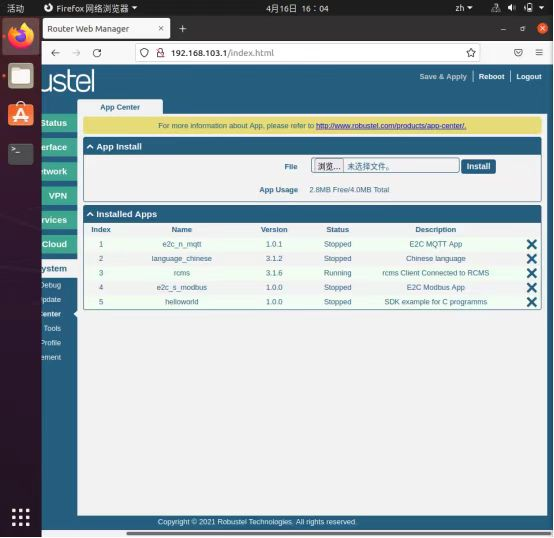 活动
Firefox 网络浏览器
4月16日 16：04
zh
Router Web Manager
192.168.103.1/index.html
ustel
Save & Apply | Reboot | Logout
App Center
Status
For more information about App, please refer to http://www.robustel.com/products/app-center/.
erface
App Install
twork
File 浏览... 未选择文件。 Install
VPN
App Usage 2.8MB Free/4.0MB Total
rvices
Installed Apps
Cloud
Index Name Version Status Description
1 e2c_n_mqtt 1.0.1 Stopped E2C MQTT App
2 language_chinese 3.1.2 Stopped Chinese language
ystem
3 rcms 3.1.6 Running rcms Client Connected to RCMS
Debug
4 e2c_s_modbus 1.0.0 Stopped E2C Modbus App
pdate
5 helloworld 1.0.0 Stopped SDK example for C programms
Center
Tools
Profile
ement
Copyright © 2021 Robustel Technologies. All rights reserved.